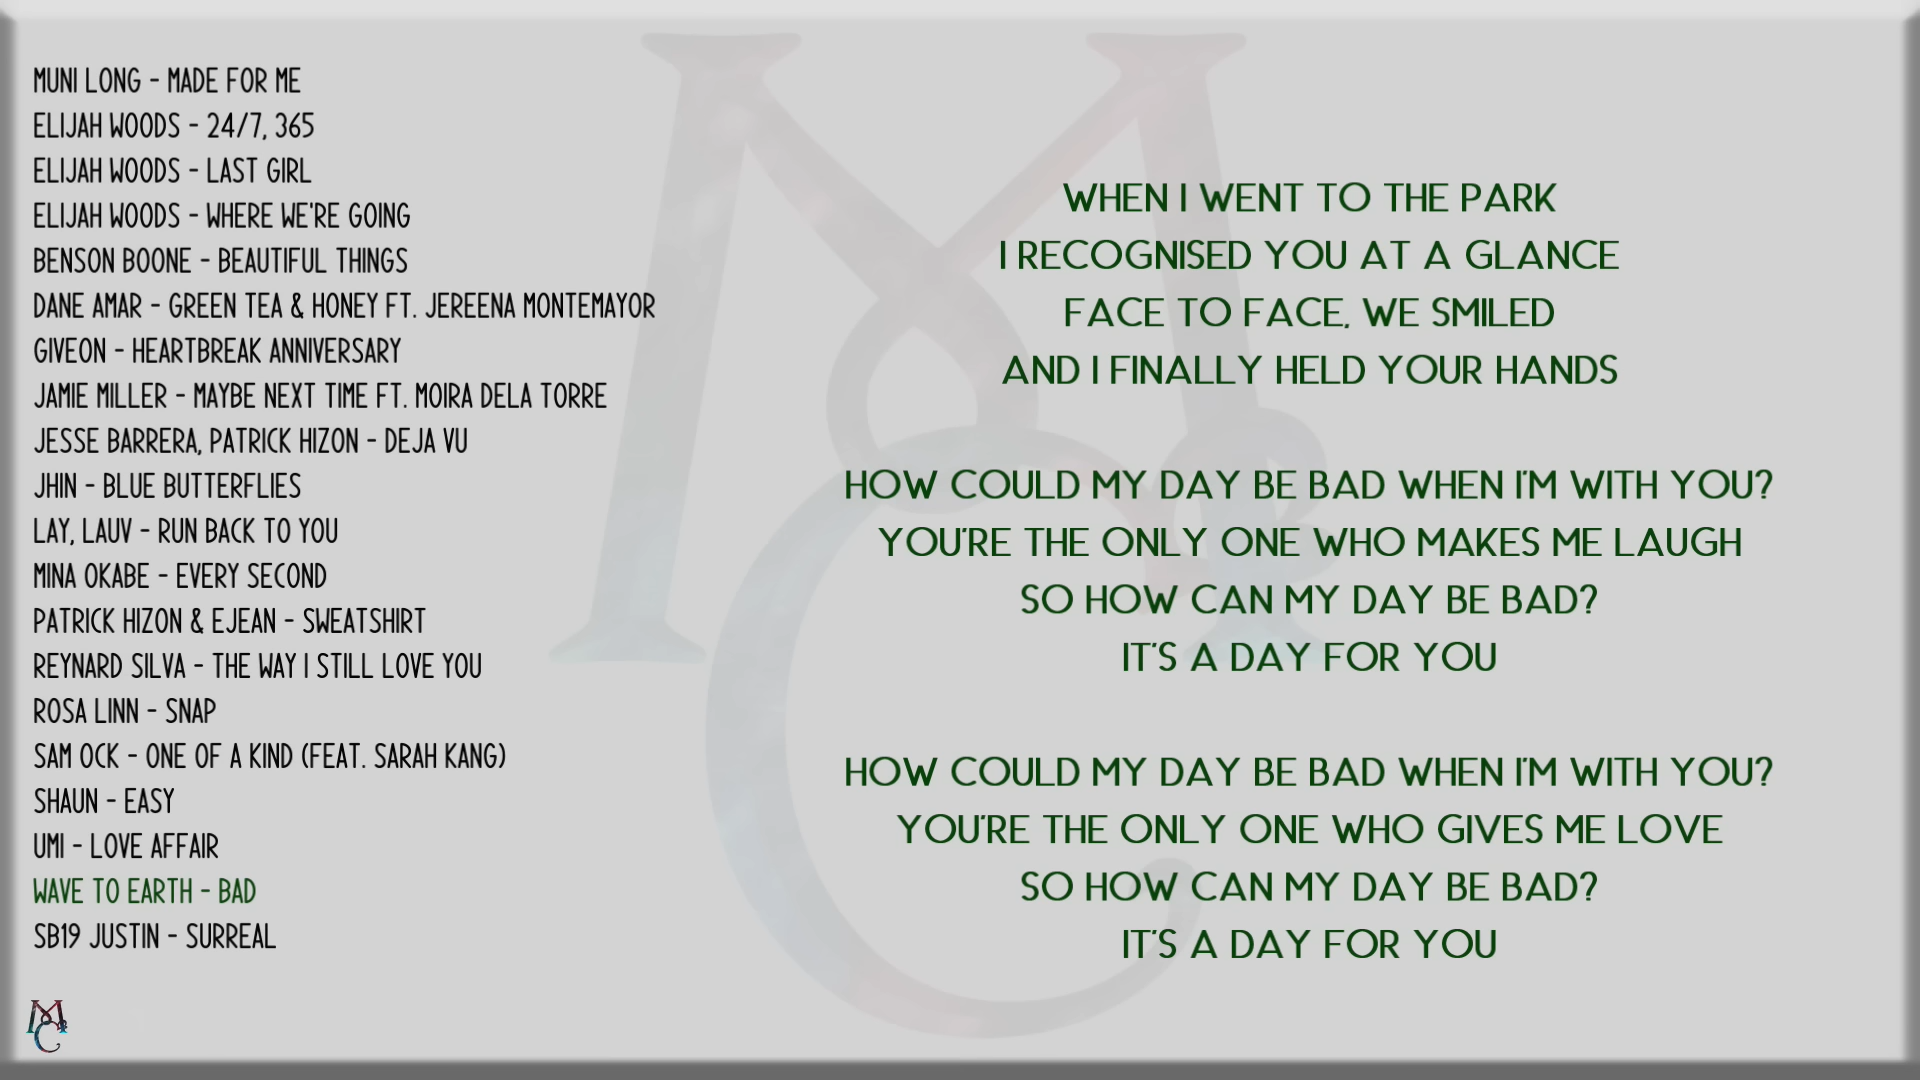 MUNI LONG - MADE FOR ME
ELIJAH WOODS - 24/7, 365
ELIJAH WOODS - LAST GIRL
ELIJAH WOODS - WHERE WE'RE GOING
BENSON BOONE - BEAUTIFUL THINGS
DANE AMAR - GREEN TEA & HONEY FT. JEREENA MONTEMAYOR
GIVEON - HEARTBREAK ANNIVERSARY
JAMIE MILLER - MAYBE NEXT TIME FT. MOIRA DELA TORRE
JESSE BARRERA, PATRICK HIZON - DEJA VU
JHIN - BLUE BUTTERFLIES
LAY, LAUV - RUN BACK TO YOU
MINA OKABE - EVERY SECOND
PATRICK HIZON & EJEAN - SWEATSHIRT
REYNARD SILVA - THE WAY I STILL LOVE YOU
ROSA LINN - SNAP
SAM OCK - ONE OF A KIND (FEAT. SARAH KANG)
SHAUN - EASY
UMI - LOVE AFFAIR
WAVE TO EARTH - BAD
SB19 JUSTIN - SURREAL
WHEN I WENT TO THE PARK
I RECOGNISED YOU AT A GLANCE
FACE TO FACE, WE SMILED
AND I FINALLY HELD YOUR HANDS
HOW COULD MY DAY BE BAD WHEN I'M WITH YOU?
YOU'RE THE ONLY ONE WHO MAKES ME LAUGH
SO HOW CAN MY DAY BE BAD?
IT'S A DAY FOR YOU
HOW COULD MY DAY BE BAD WHEN I'M WITH YOU?
YOU'RE THE ONLY ONE WHO GIVES ME LOVE
SO HOW CAN MY DAY BE BAD?
IT'S A DAY FOR YOU